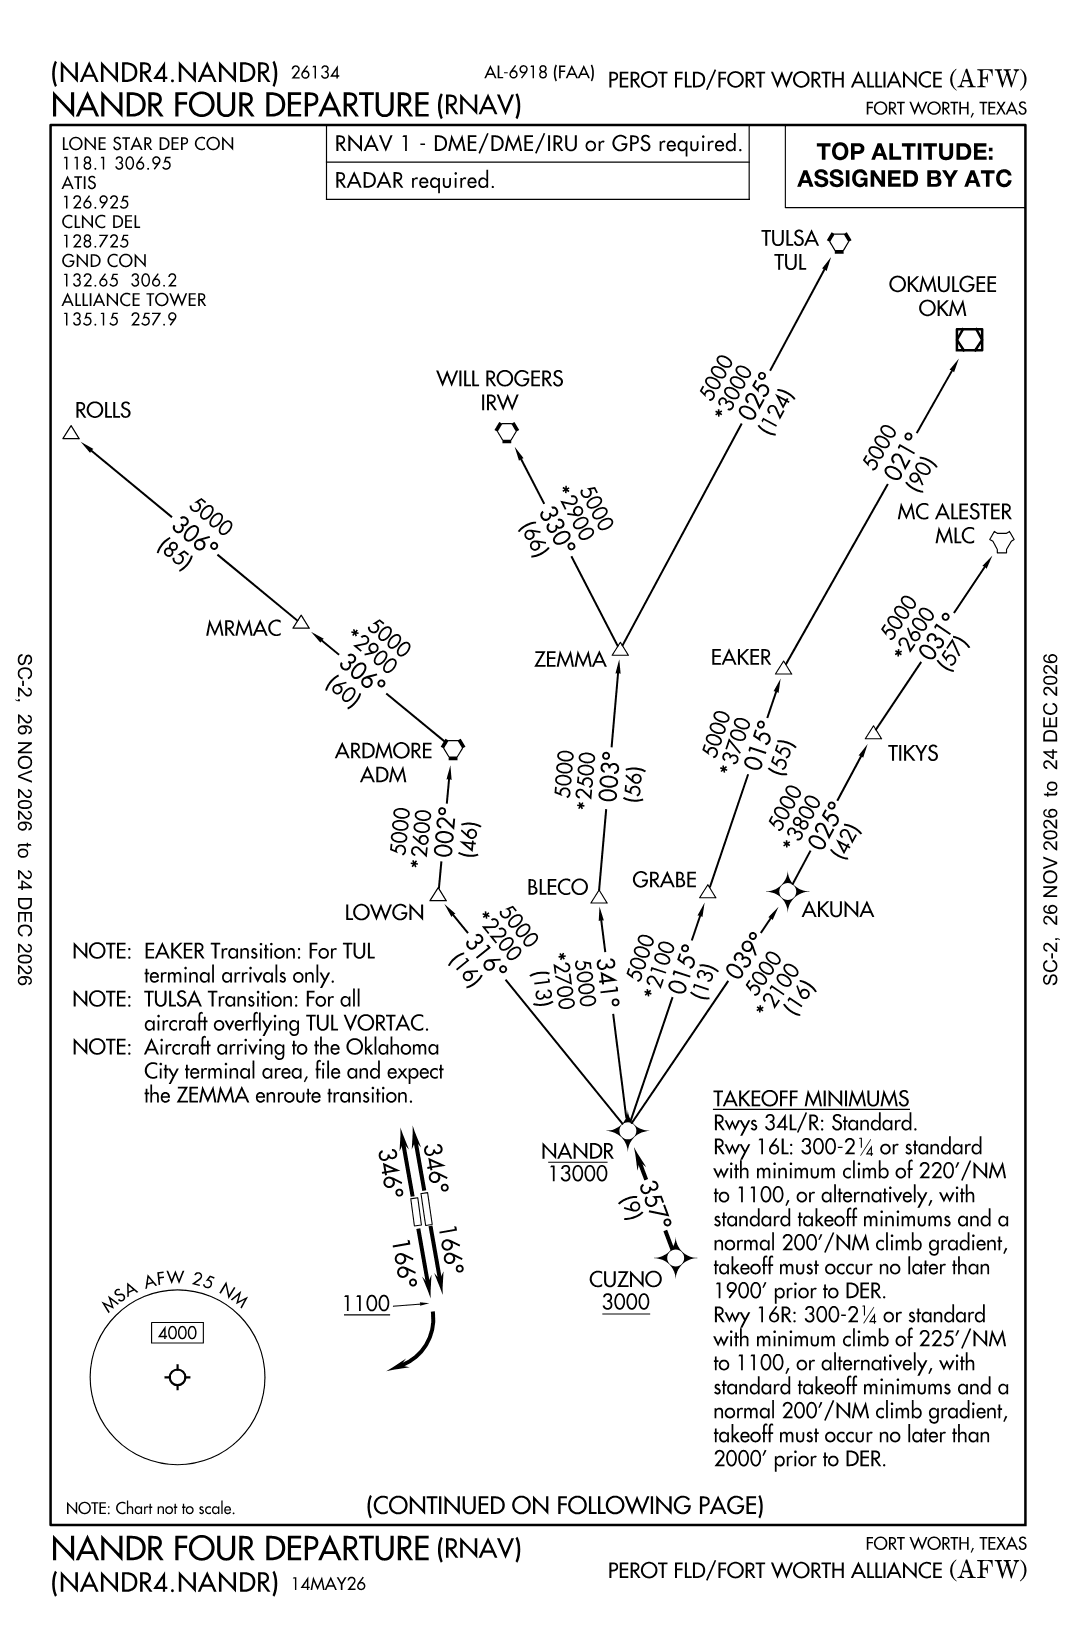 (NANDR4.NANDR) 26134
AL-6918 (FAA)
PEROT FLD/FORT WORTH ALLIANCE (AFW)
NANDR FOUR DEPARTURE (RNAV)
FORT WORTH, TEXAS
LONE STAR DEP CON
118.1 306.95
ATIS
126.925
CLNC DEL
128.725
GND CON
132.65 306.2
ALLIANCE TOWER
135.15 257.9
RNAV 1 - DME/DME/IRU or GPS required.
RADAR required.
TOP ALTITUDE:
ASSIGNED BY ATC
TULSA
TUL
OKMULGEE
OKM
5000
*3000
025°
(124)
WILL ROGERS
IRW
ROLLS
5000
021°
(90)
MC ALESTER
MLC
5000
306°
(85)
5000
*2900
330°
(66)
MRMAC
5000
*2900
306°
(60)
ZEMMA
EAKER
5000
*2600
031°
(57)
ARDMORE
ADM
5000
*2500
003°
(56)
5000
*3700
015°
(55)
TIKYS
5000
*2600
002°
(46)
5000
*3800
025°
(42)
LOWGN
BLECO
GRABE
AKUNA
5000
*2200
316°
(16)
341°
5000
*2700
(13)
5000
*2100
015°
(13)
039°
5000
*2100
(16)
NOTE: EAKER Transition: For TUL
terminal arrivals only.
NOTE: TULSA Transition: For all
aircraft overflying TUL VORTAC.
NOTE: Aircraft arriving to the Oklahoma
City terminal area, file and expect
the ZEMMA enroute transition.
NANDR
13000
357°
(9)
CUZNO
3000
346°
346°
166°
166°
1100
MSA AFW 25 NM
4000
TAKEOFF MINIMUMS
Rwys 34L/R: Standard.
Rwy 16L: 300-2¼ or standard
with minimum climb of 220'/NM
to 1100, or alternatively, with
standard takeoff minimums and a
normal 200'/NM climb gradient,
takeoff must occur no later than
1900' prior to DER.
Rwy 16R: 300-2¼ or standard
with minimum climb of 225'/NM
to 1100, or alternatively, with
standard takeoff minimums and a
normal 200'/NM climb gradient,
takeoff must occur no later than
2000' prior to DER.
NOTE: Chart not to scale.
(CONTINUED ON FOLLOWING PAGE)
SC-2, 26 NOV 2026 to 24 DEC 2026
SC-2, 26 NOV 2026 to 24 DEC 2026
NANDR FOUR DEPARTURE (RNAV)
FORT WORTH, TEXAS
(NANDR4.NANDR) 14MAY26
PEROT FLD/FORT WORTH ALLIANCE (AFW)